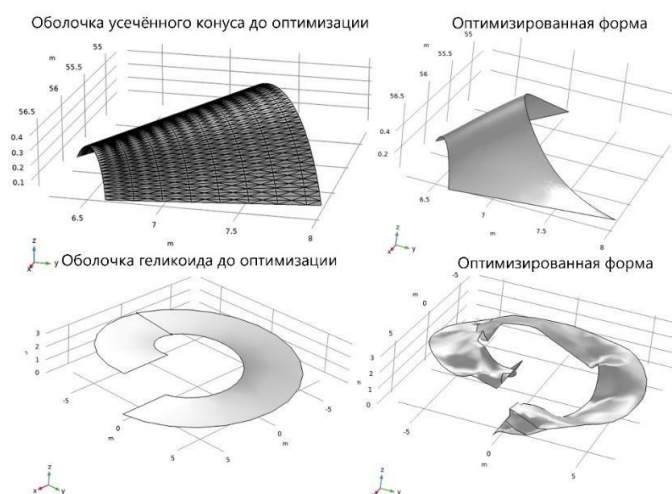 Оболочка усечённого конуса до оптимизации
Оптимизированная форма
m
55
55.5
56
56.5
0.4
0.3
0.2
0.1
6.5
7
7.5
8
m
z
x
y
m
55
55.5
56
56.5
0.4
0.2
6.5
7
7.5
8
m
z
x
y
Оболочка геликоида до оптимизации
Оптимизированная форма
3
2
1
0
-5
0
5
m
0
m
5
z
x
y
-5
0
m
5
3
2
1
0
-5
0
m
5
z
x
y